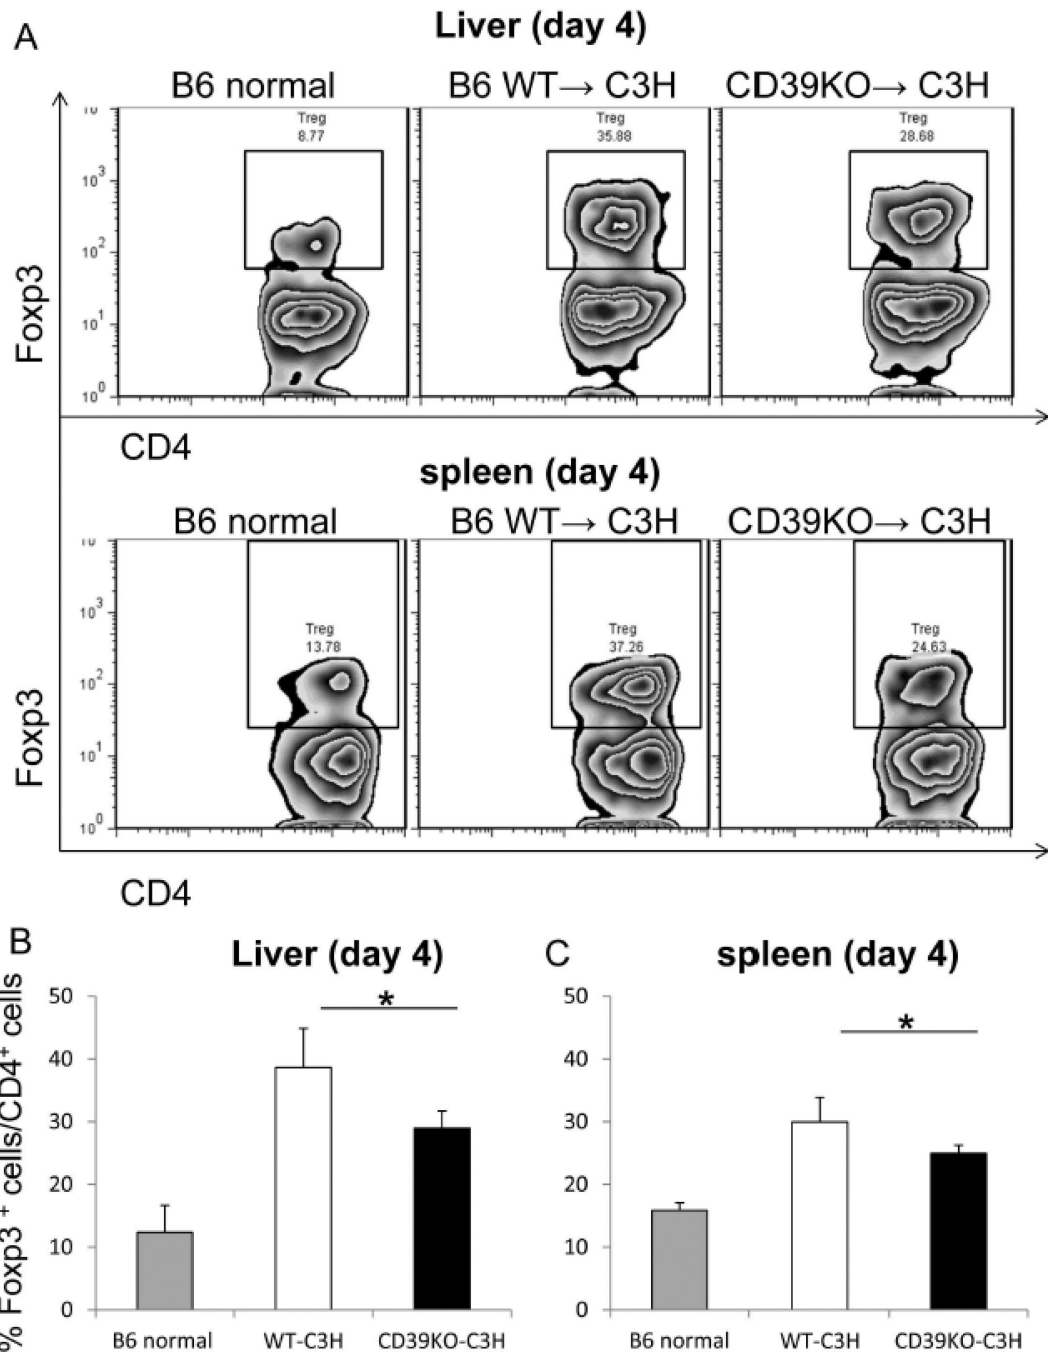 A
Liver (day 4)
B6 normal
B6 WT→ C3H
CD39KO→ C3H
Treg
8.77
Treg
35.88
Treg
28.68
10
10³
10²
10¹
10⁰
Foxp3
CD4
spleen (day 4)
B6 normal
B6 WT→ C3H
CD39KO→ C3H
Treg
13.78
Treg
37.26
Treg
24.63
10
10³
10²
10¹
10⁰
Foxp3
CD4
B
Liver (day 4)
% Foxp3 + cells/CD4+ cells
50
40
30
20
10
0
*
B6 normal
WT-C3H
CD39KO-C3H
C
spleen (day 4)
50
40
30
20
10
0
*
B6 normal
WT-C3H
CD39KO-C3H